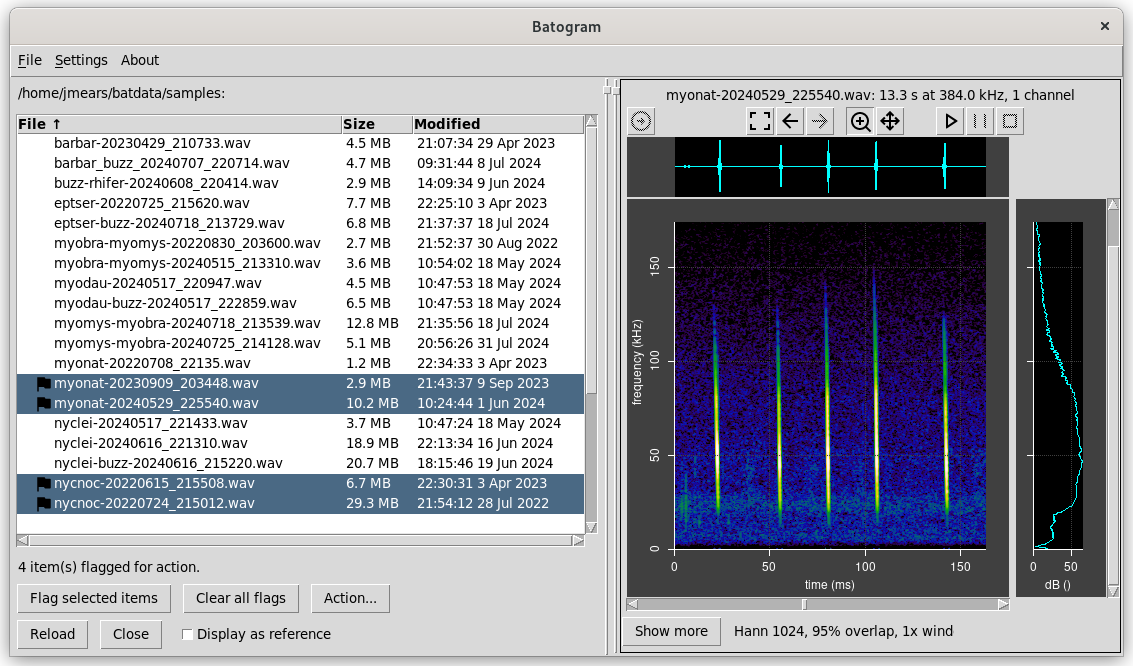 Batogram
File Settings About
/home/jmears/batdata/samples:
File ↑ Size Modified
barbar-20230429_210733.wav 4.5 MB 21:07:34 29 Apr 2023
barbar_buzz_20240707_220714.wav 4.7 MB 09:31:44 8 Jul 2024
buzz-rhifer-20240608_220414.wav 2.9 MB 14:09:34 9 Jun 2024
eptser-20220725_215620.wav 7.7 MB 22:25:10 3 Apr 2023
eptser-buzz-20240718_213729.wav 6.8 MB 21:37:37 18 Jul 2024
myobra-myomys-20220830_203600.wav 2.7 MB 21:52:37 30 Aug 2022
myobra-myomys-20240515_213310.wav 3.6 MB 10:54:02 18 May 2024
myodau-20240517_220947.wav 4.5 MB 10:47:53 18 May 2024
myodau-buzz-20240517_222859.wav 6.5 MB 10:47:53 18 May 2024
myomys-myobra-20240718_213539.wav 12.8 MB 21:35:56 18 Jul 2024
myomys-myobra-20240725_214128.wav 5.1 MB 20:56:26 31 Jul 2024
myonat-20220708_22135.wav 1.2 MB 22:34:33 3 Apr 2023
myonat-20230909_203448.wav 2.9 MB 21:43:37 9 Sep 2023
myonat-20240529_225540.wav 10.2 MB 10:24:44 1 Jun 2024
nyclei-20240517_221433.wav 3.7 MB 10:47:24 18 May 2024
nyclei-20240616_221310.wav 18.9 MB 22:13:34 16 Jun 2024
nyclei-buzz-20240616_215220.wav 20.7 MB 18:15:46 19 Jun 2024
nycnoc-20220615_215508.wav 6.7 MB 22:30:31 3 Apr 2023
nycnoc-20220724_215012.wav 29.3 MB 21:54:12 28 Jul 2022
4 item(s) flagged for action.
Flag selected items Clear all flags Action...
Reload Close Display as reference
myonat-20240529_225540.wav: 13.3 s at 384.0 kHz, 1 channel
150
100
50
0
frequency (kHz)
0 50 100 150
time (ms)
0 50
dB ()
Show more Hann 1024, 95% overlap, 1x wind